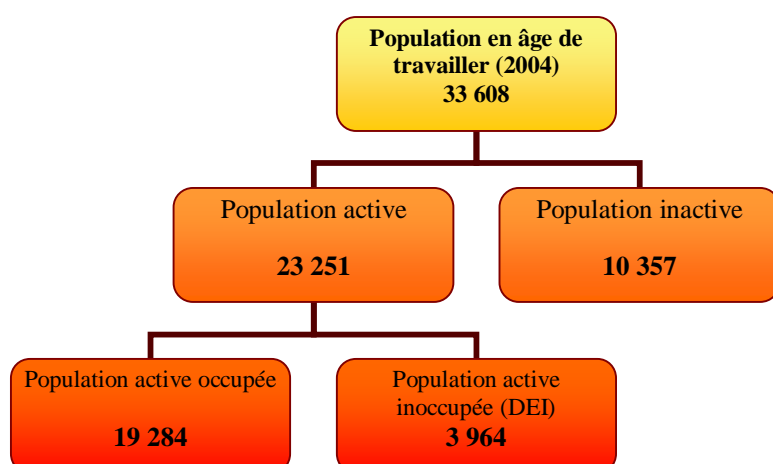 Population en âge de
travailler (2004)
33 608
Population active
23 251
Population inactive
10 357
Population active occupée
19 284
Population active
inoccupée (DEI)
3 964